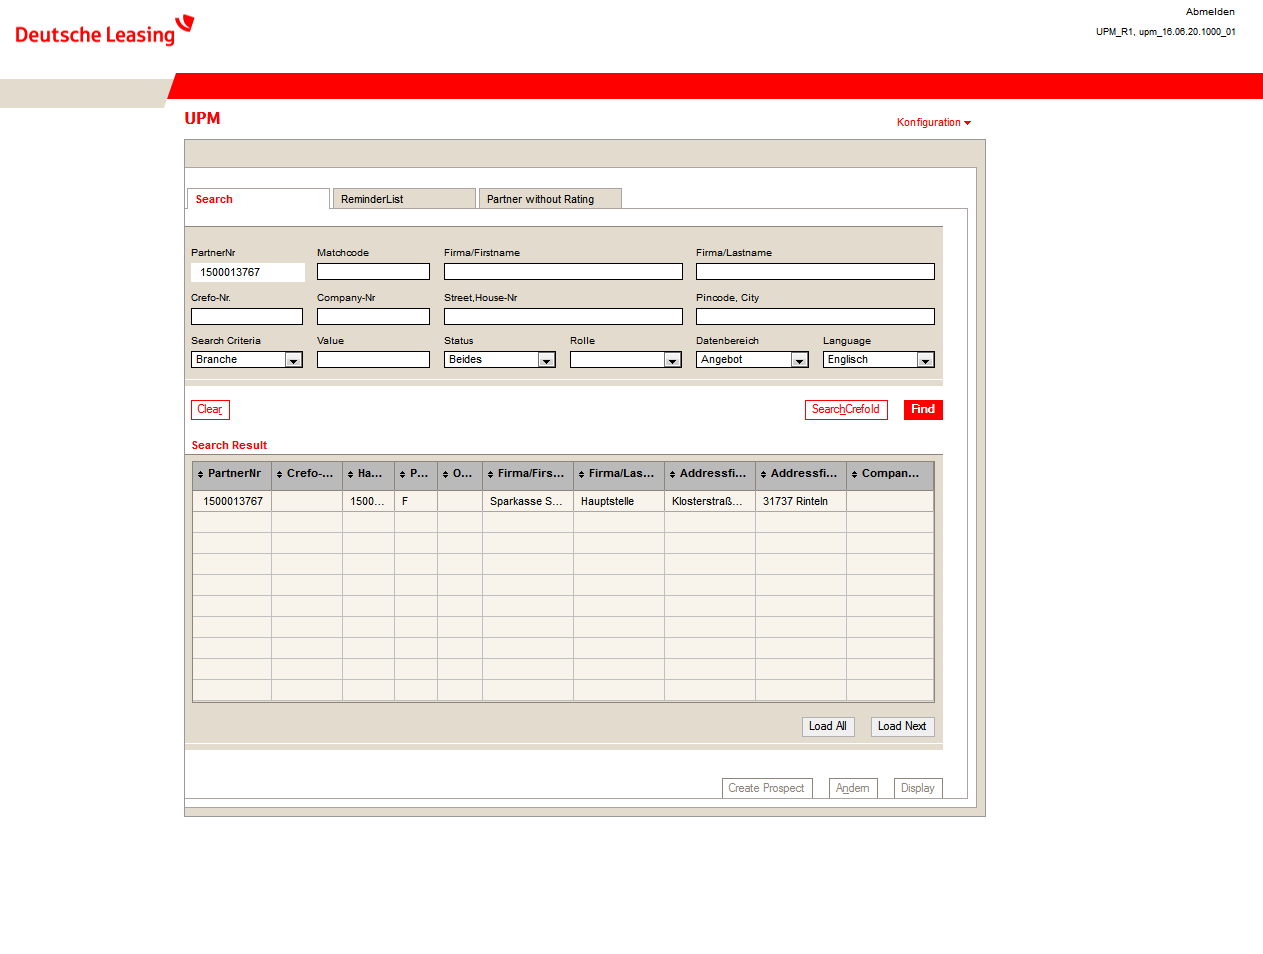 Abmelden
Deutsche Leasing
UPM_R1, upm_16.06.20.1000_01
UPM
Konfiguration
Search ReminderList Partner without Rating
PartnerNr Matchcode Firma/Firstname Firma/Lastname
1500013767
Crefo-Nr. Company-Nr Street,House-Nr Pincode, City
Search Criteria Value Status Rolle Datenbereich Language
Branche Beides Angebot Englisch
Clear SearchCrefoId Find
Search Result
PartnerNr Crefo-... Ha... P... O... Firma/Firs... Firma/Las... Addressfi... Addressfi... Compan...
1500013767 1500... F Sparkasse S... Hauptstelle Klosterstraß... 31737 Rinteln
Load All Load Next
Create Prospect Ändern Display